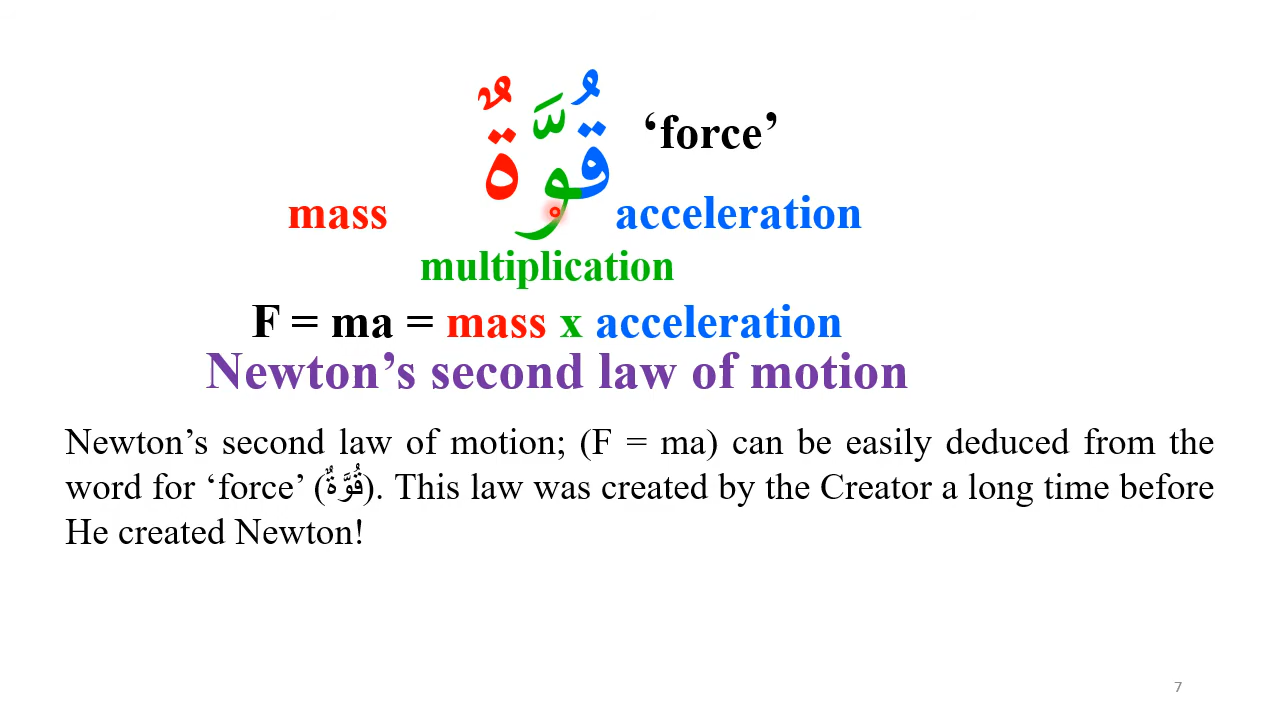 قُوَّةٌ ‘force’
mass acceleration
multiplication
F = ma = mass x acceleration
Newton’s second law of motion
Newton’s second law of motion; (F = ma) can be easily deduced from the
word for ‘force’ (قُوَّةٌ). This law was created by the Creator a long time before
He created Newton!
7